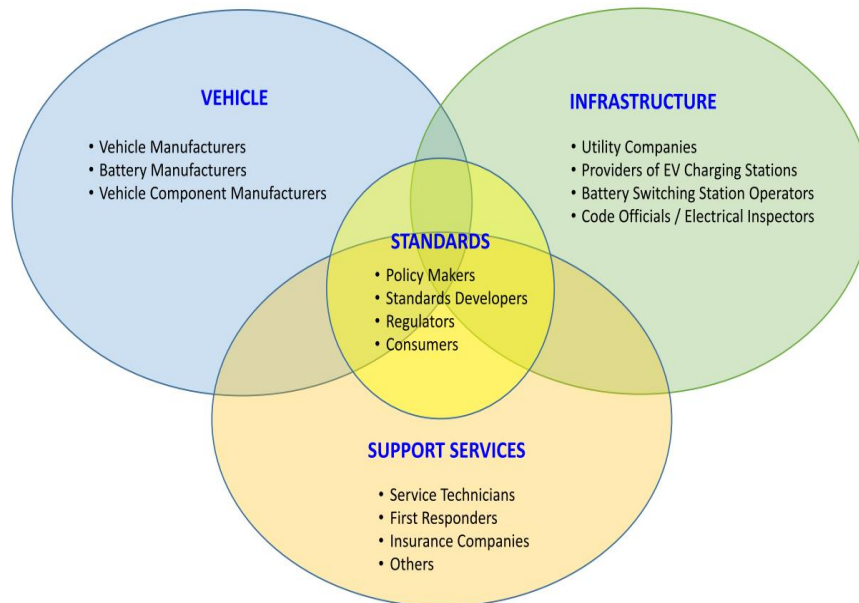 VEHICLE
• Vehicle Manufacturers
• Battery Manufacturers
• Vehicle Component Manufacturers
INFRASTRUCTURE
• Utility Companies
• Providers of EV Charging Stations
• Battery Switching Station Operators
• Code Officials / Electrical Inspectors
STANDARDS
• Policy Makers
• Standards Developers
• Regulators
• Consumers
SUPPORT SERVICES
• Service Technicians
• First Responders
• Insurance Companies
• Others